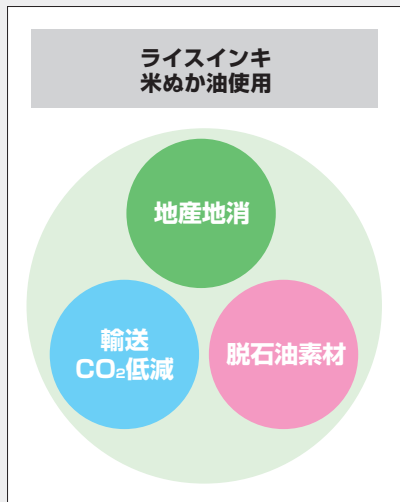 ライスインキ
米ぬか油使用
地産地消
輸送
CO₂低減
脱石油素材